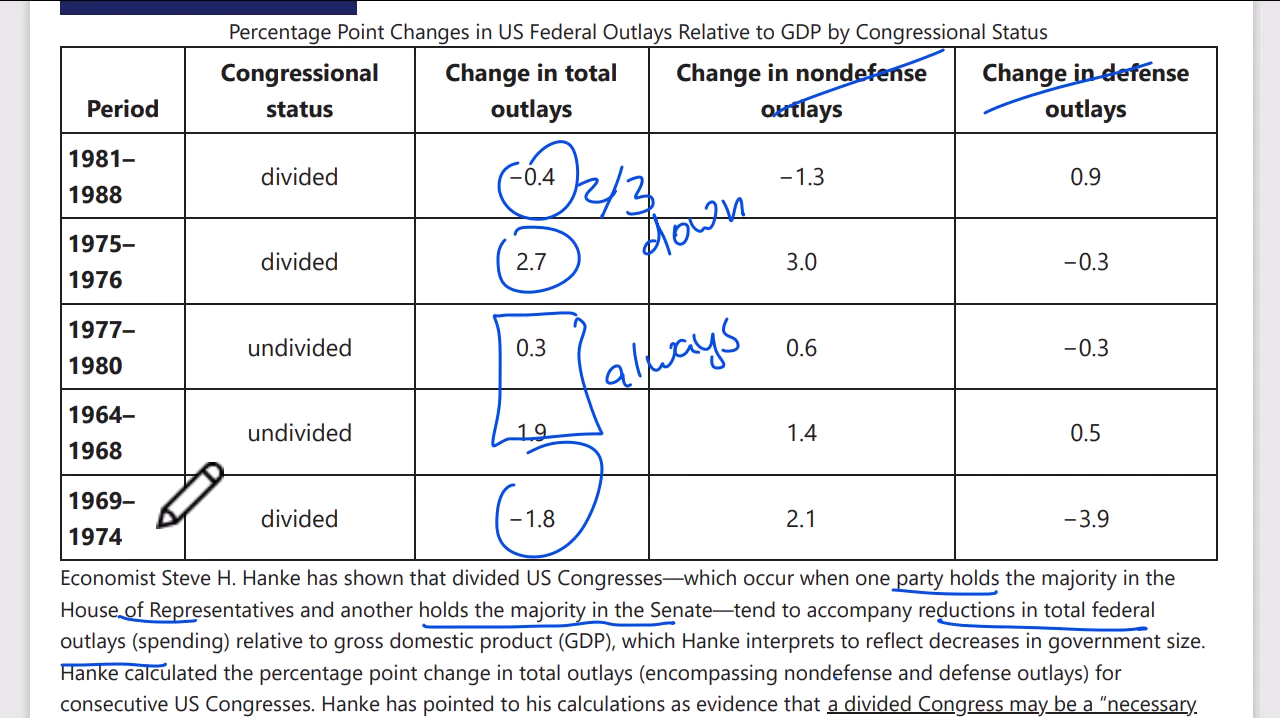 Percentage Point Changes in US Federal Outlays Relative to GDP by Congressional Status
Period | Congressional status | Change in total outlays | Change in nondefense outlays | Change in defense outlays
1981–1988 | divided | −0.4 | −1.3 | 0.9
2/3 down
1975–1976 | divided | 2.7 | 3.0 | −0.3
1977–1980 | undivided | 0.3 | 0.6 | −0.3
always
1964–1968 | undivided | 1.9 | 1.4 | 0.5
1969–1974 | divided | −1.8 | 2.1 | −3.9
Economist Steve H. Hanke has shown that divided US Congresses—which occur when one party holds the majority in the
House of Representatives and another holds the majority in the Senate—tend to accompany reductions in total federal
outlays (spending) relative to gross domestic product (GDP), which Hanke interprets to reflect decreases in government size.
Hanke calculated the percentage point change in total outlays (encompassing nondefense and defense outlays) for
consecutive US Congresses. Hanke has pointed to his calculations as evidence that a divided Congress may be a “necessary